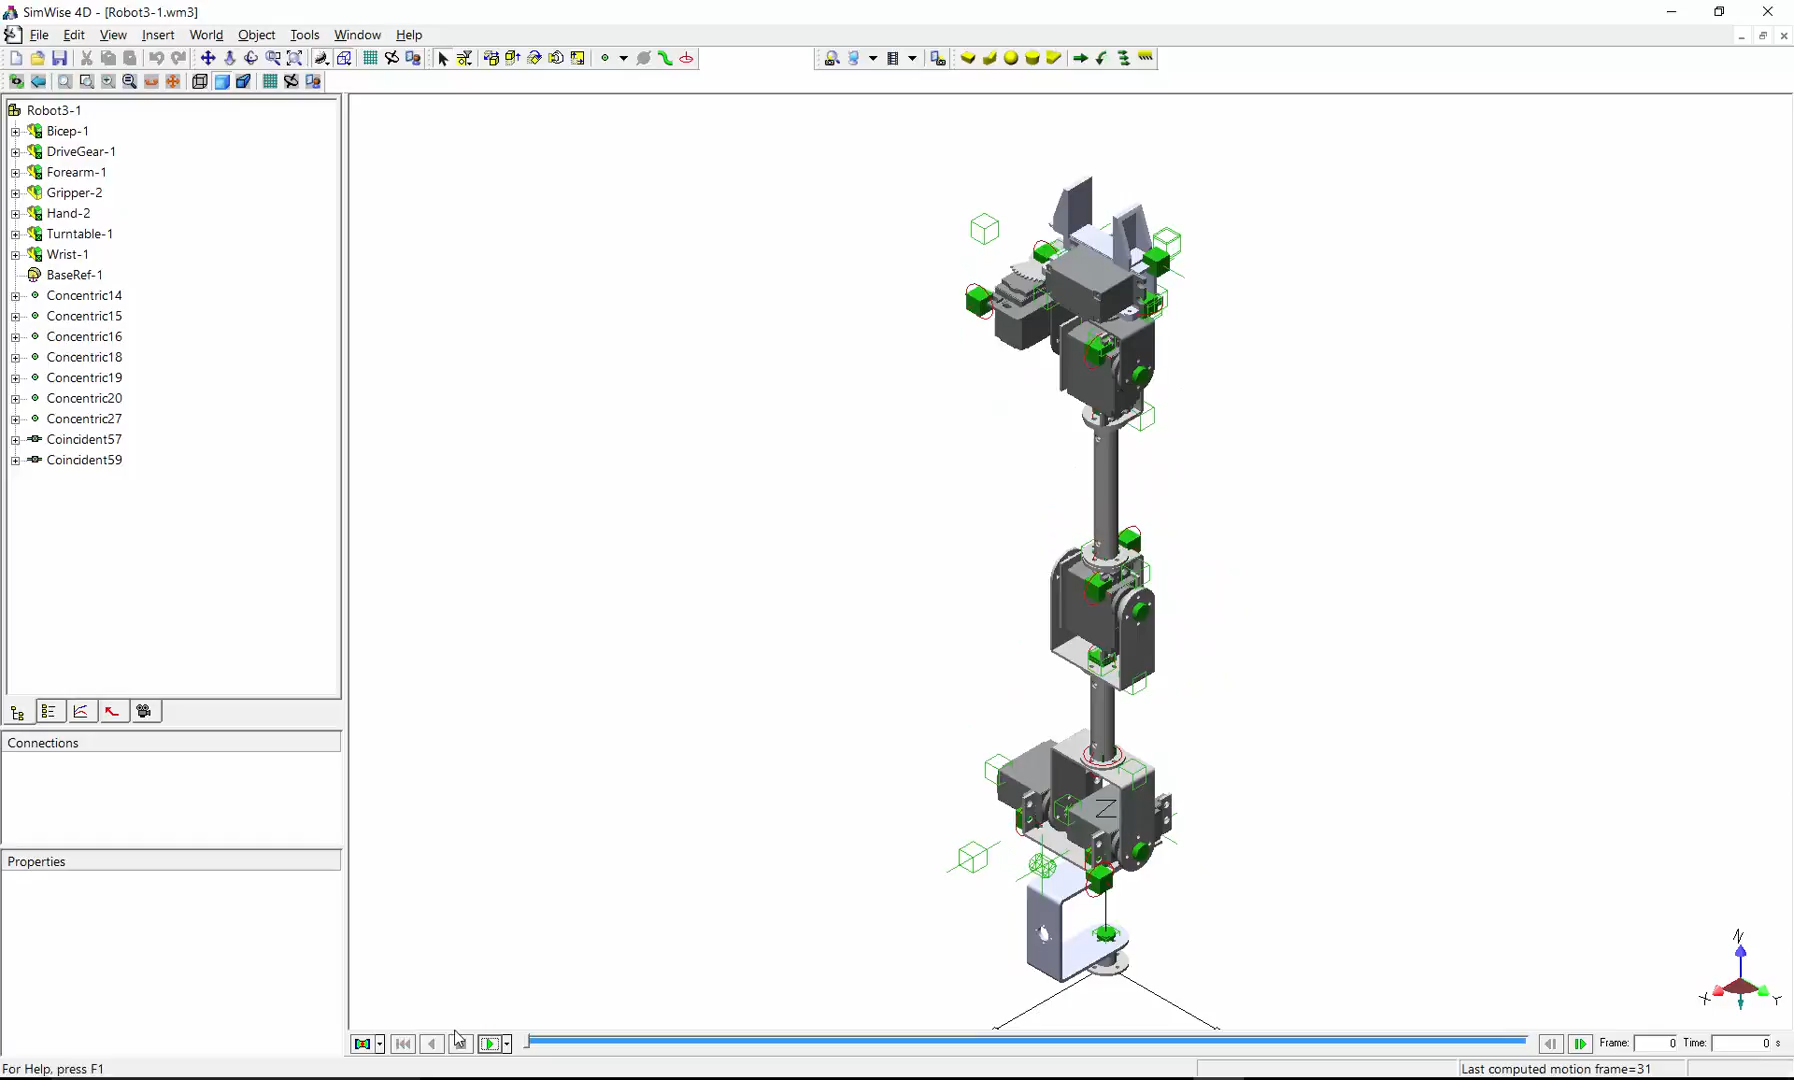 SimWise 4D - [Robot3-1.wm3]
File Edit View Insert World Object Tools Window Help
Robot3-1
Bicep-1
DriveGear-1
Forearm-1
Gripper-2
Hand-2
Turntable-1
Wrist-1
BaseRef-1
Concentric14
Concentric15
Concentric16
Concentric18
Concentric19
Concentric20
Concentric27
Coincident57
Coincident59
Connections
Properties
Z
X
Y
Frame: 0 Time: 0 s
For Help, press F1
Last computed motion frame=31